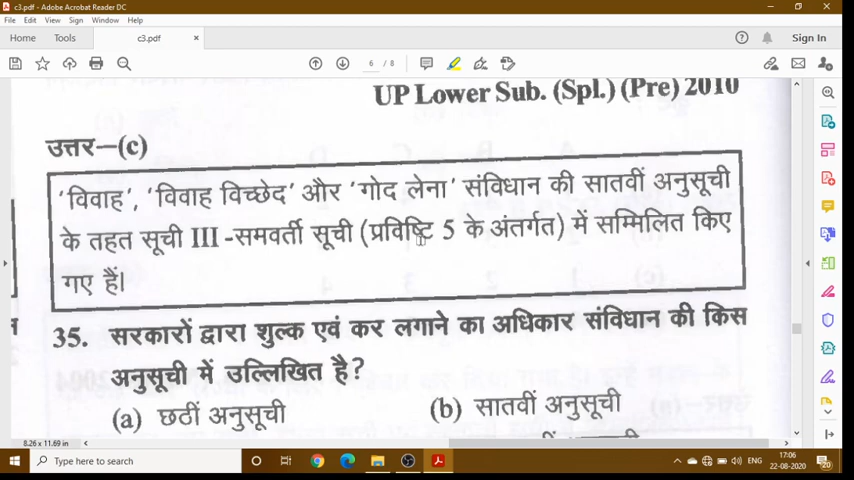 c3.pdf - Adobe Acrobat Reader DC
File Edit View Sign Window Help
Home Tools c3.pdf × Sign In
6 / 8
UP Lower Sub. (Spl.) (Pre) 2010
उत्तर–(c)
'विवाह', 'विवाह विच्छेद' और 'गोद लेना' संविधान की सातवीं अनुसूची
के तहत सूची III -समवर्ती सूची (प्रविष्टि 5 के अंतर्गत) में सम्मिलित किए
गए हैं।
35. सरकारों द्वारा शुल्क एवं कर लगाने का अधिकार संविधान की किस
अनुसूची में उल्लिखित है?
(a) छठीं अनुसूची (b) सातवीं अनुसूची
8.26 x 11.69 in
Type here to search
ENG 17:06
22-08-2020
20